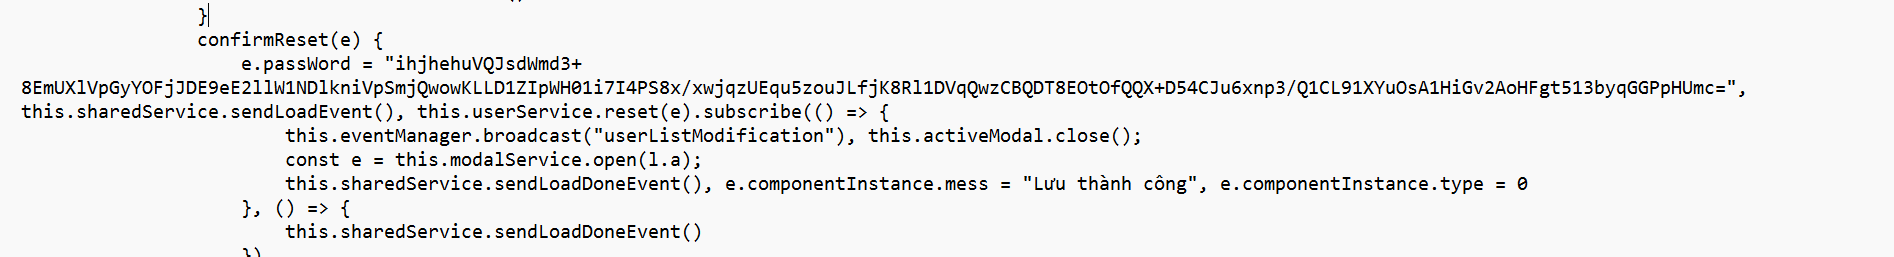 }
confirmReset(e) {
e.passWord = "ihjhehuVQJsdWmd3+
8EmUXlVpGyYOFjJDE9eE2llW1NDlkniVpSmjQwowKLLD1ZIpWH01i7I4PS8x/xwjqzUEqu5zouJLfjK8Rl1DVqQwzCBQDT8EOtOfQQX+D54CJu6xnp3/Q1CL91XYuOsA1HiGv2AoHFgt513byqGGPpHUmc=",
this.sharedService.sendLoadEvent(), this.userService.reset(e).subscribe(() => {
this.eventManager.broadcast("userListModification"), this.activeModal.close();
const e = this.modalService.open(l.a);
this.sharedService.sendLoadDoneEvent(), e.componentInstance.mess = "Lưu thành công", e.componentInstance.type = 0
}, () => {
this.sharedService.sendLoadDoneEvent()
})